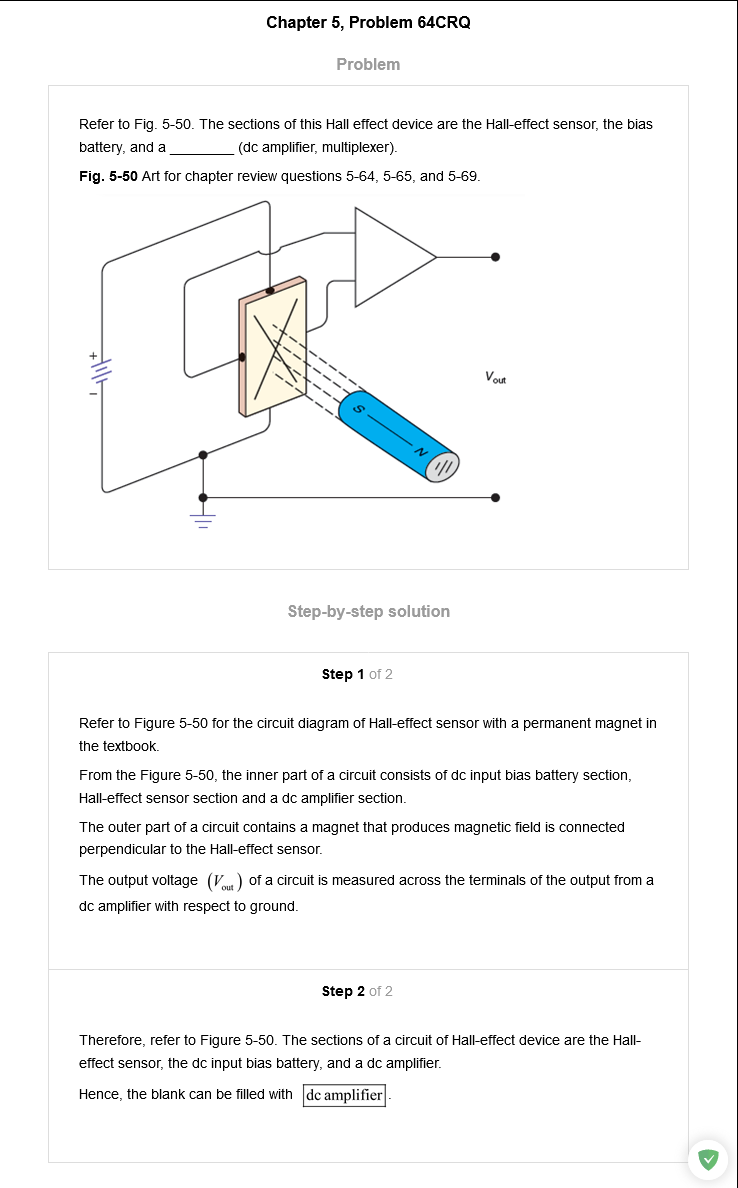 Chapter 5, Problem 64CRQ
Problem
Refer to Fig. 5-50. The sections of this Hall effect device are the Hall-effect sensor, the bias
battery, and a ________ (dc amplifier, multiplexer).
Fig. 5-50 Art for chapter review questions 5-64, 5-65, and 5-69.
+
−
S
N
Vout
Step-by-step solution
Step 1 of 2
Refer to Figure 5-50 for the circuit diagram of Hall-effect sensor with a permanent magnet in
the textbook.
From the Figure 5-50, the inner part of a circuit consists of dc input bias battery section,
Hall-effect sensor section and a dc amplifier section.
The outer part of a circuit contains a magnet that produces magnetic field is connected
perpendicular to the Hall-effect sensor.
The output voltage (Vout) of a circuit is measured across the terminals of the output from a
dc amplifier with respect to ground.
Step 2 of 2
Therefore, refer to Figure 5-50. The sections of a circuit of Hall-effect device are the Hall-
effect sensor, the dc input bias battery, and a dc amplifier.
Hence, the blank can be filled with dc amplifier.